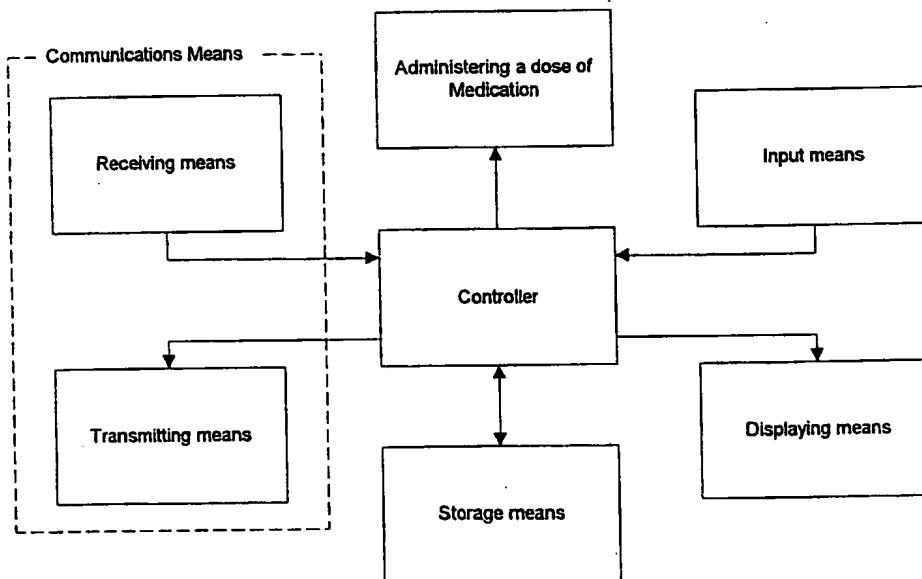 Communications Means
Administering a dose of
Medication
Receiving means
Input means
Controller
Transmitting means
Displaying means
Storage means